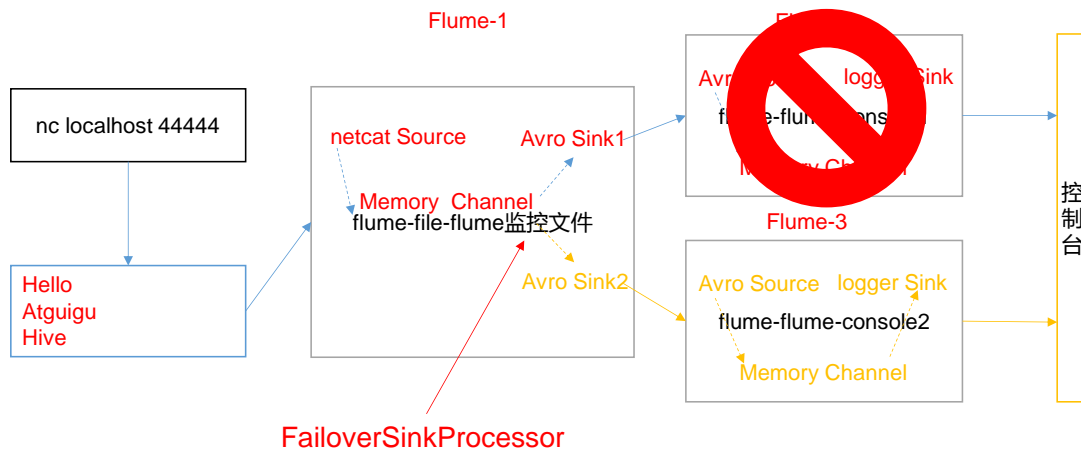 Flume-1
nc localhost 44444
Hello
Atguigu
Hive
netcat Source
Avro Sink1
Memory Channel
flume-file-flume监控文件
Avro Sink2
FailoverSinkProcessor
logger Sink
Flume-3
Avro Source
logger Sink
flume-flume-console2
Memory Channel
控
制
台